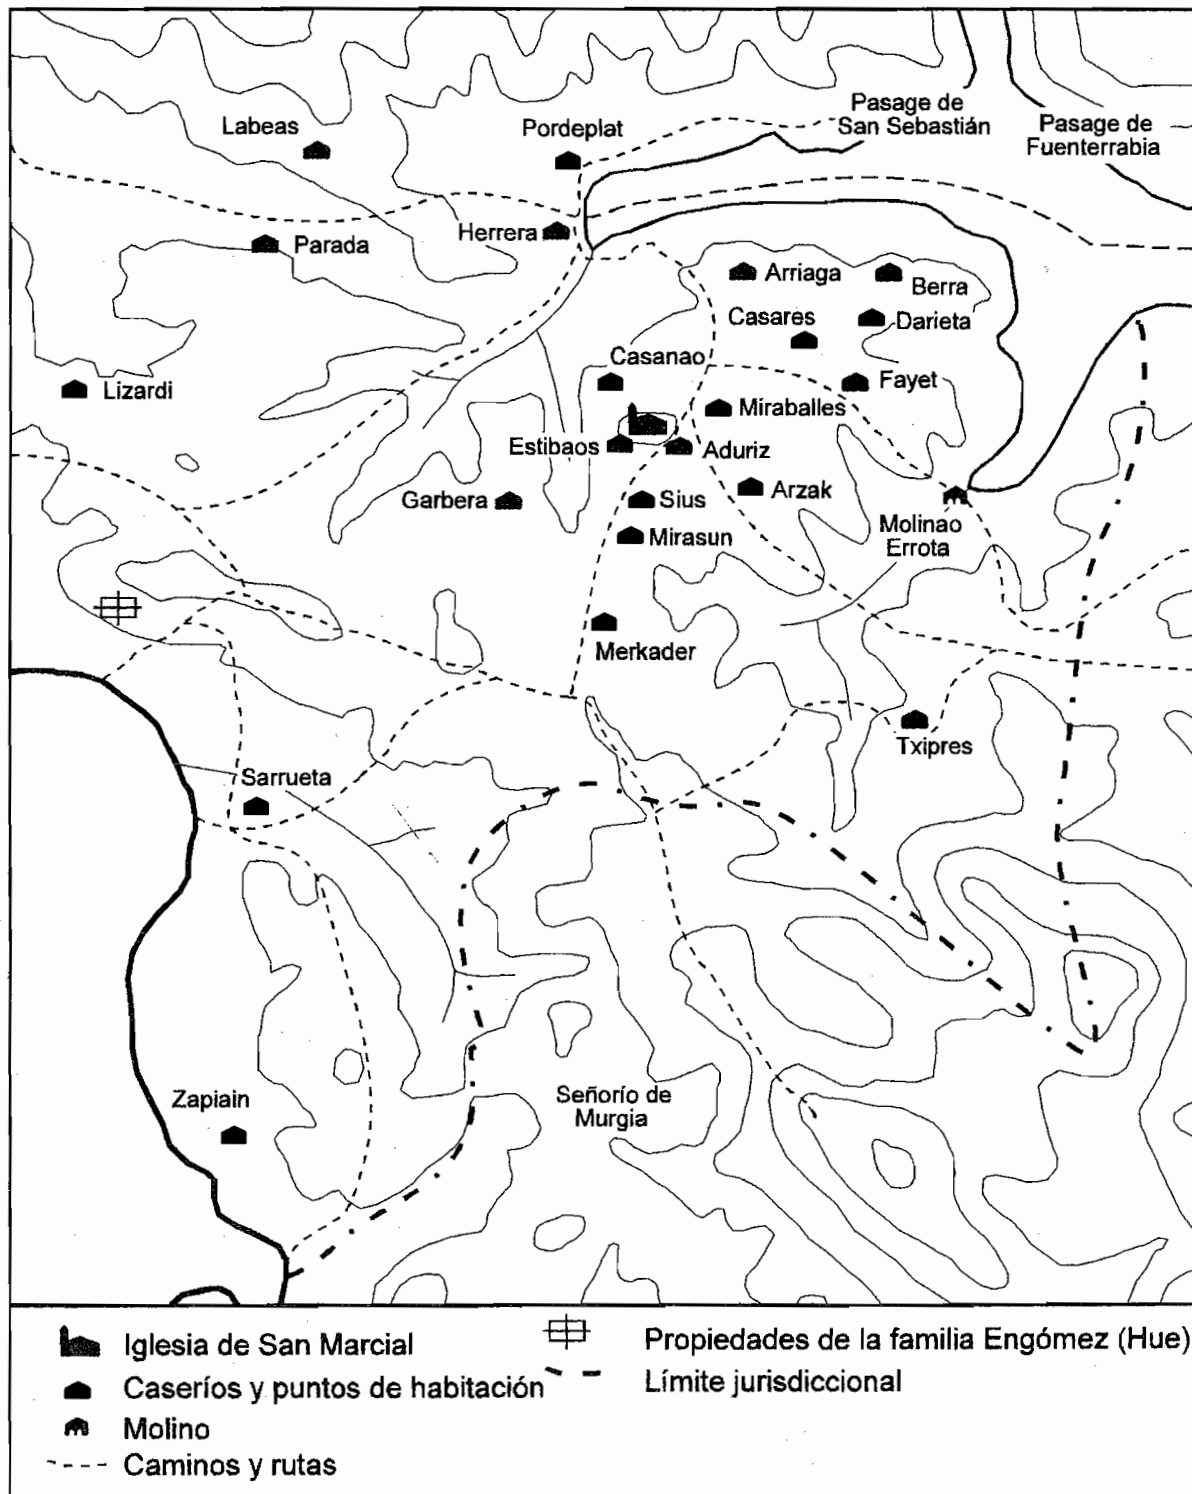 Pasage de
San Sebastián
Pasage de
Fuenterrabia
Labeas
Pordeplat
Herrera
Parada
Arriaga
Berra
Casares
Darieta
Casanao
Fayet
Lizardi
Miraballes
Estibaos
Aduriz
Garbera
Sius
Arzak
Mirasun
Molinao
Errota
Merkader
Txipres
Sarrueta
Zapiain
Señorío de
Murgia
Iglesia de San Marcial
Propiedades de la familia Engómez (Hue)
Caseríos y puntos de habitación
Límite jurisdiccional
Molino
Caminos y rutas